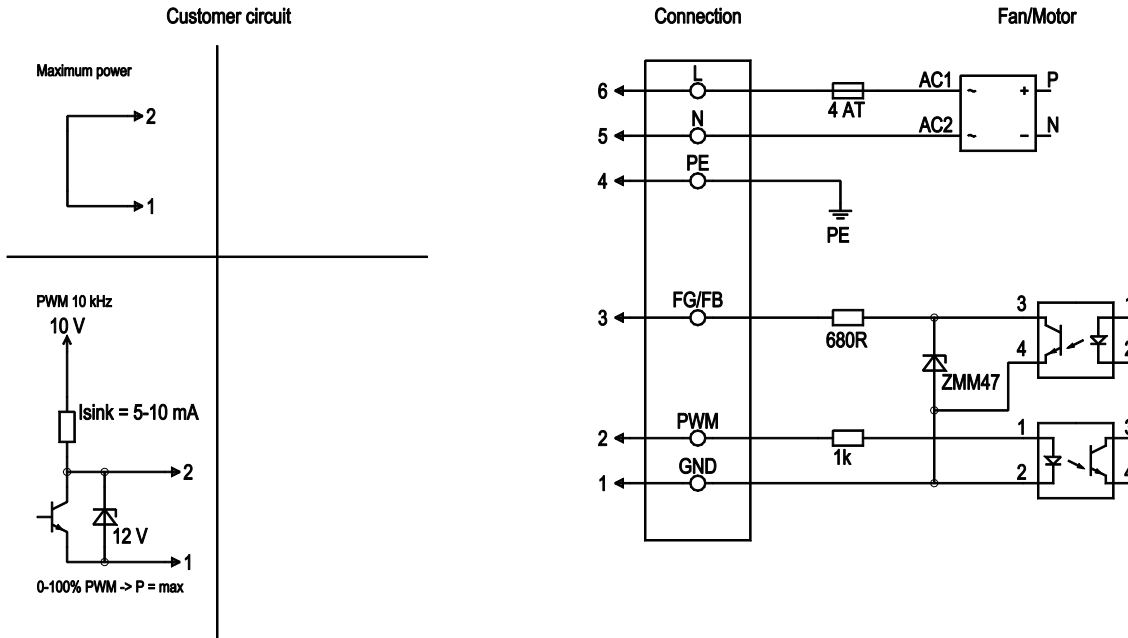 Customer circuit
Maximum power
2
1
PWM 10 kHz
10 V
Isink = 5-10 mA
2
12 V
1
0-100% PWM -> P = max
Connection
Fan/Motor
6 L 4 AT AC1 ~ + P
5 N AC2 ~ - N
4 PE
PE
3 FG/FB 680R 3 1
4 2
ZMM47
2 PWM 1k 1 3
1 GND 2 4